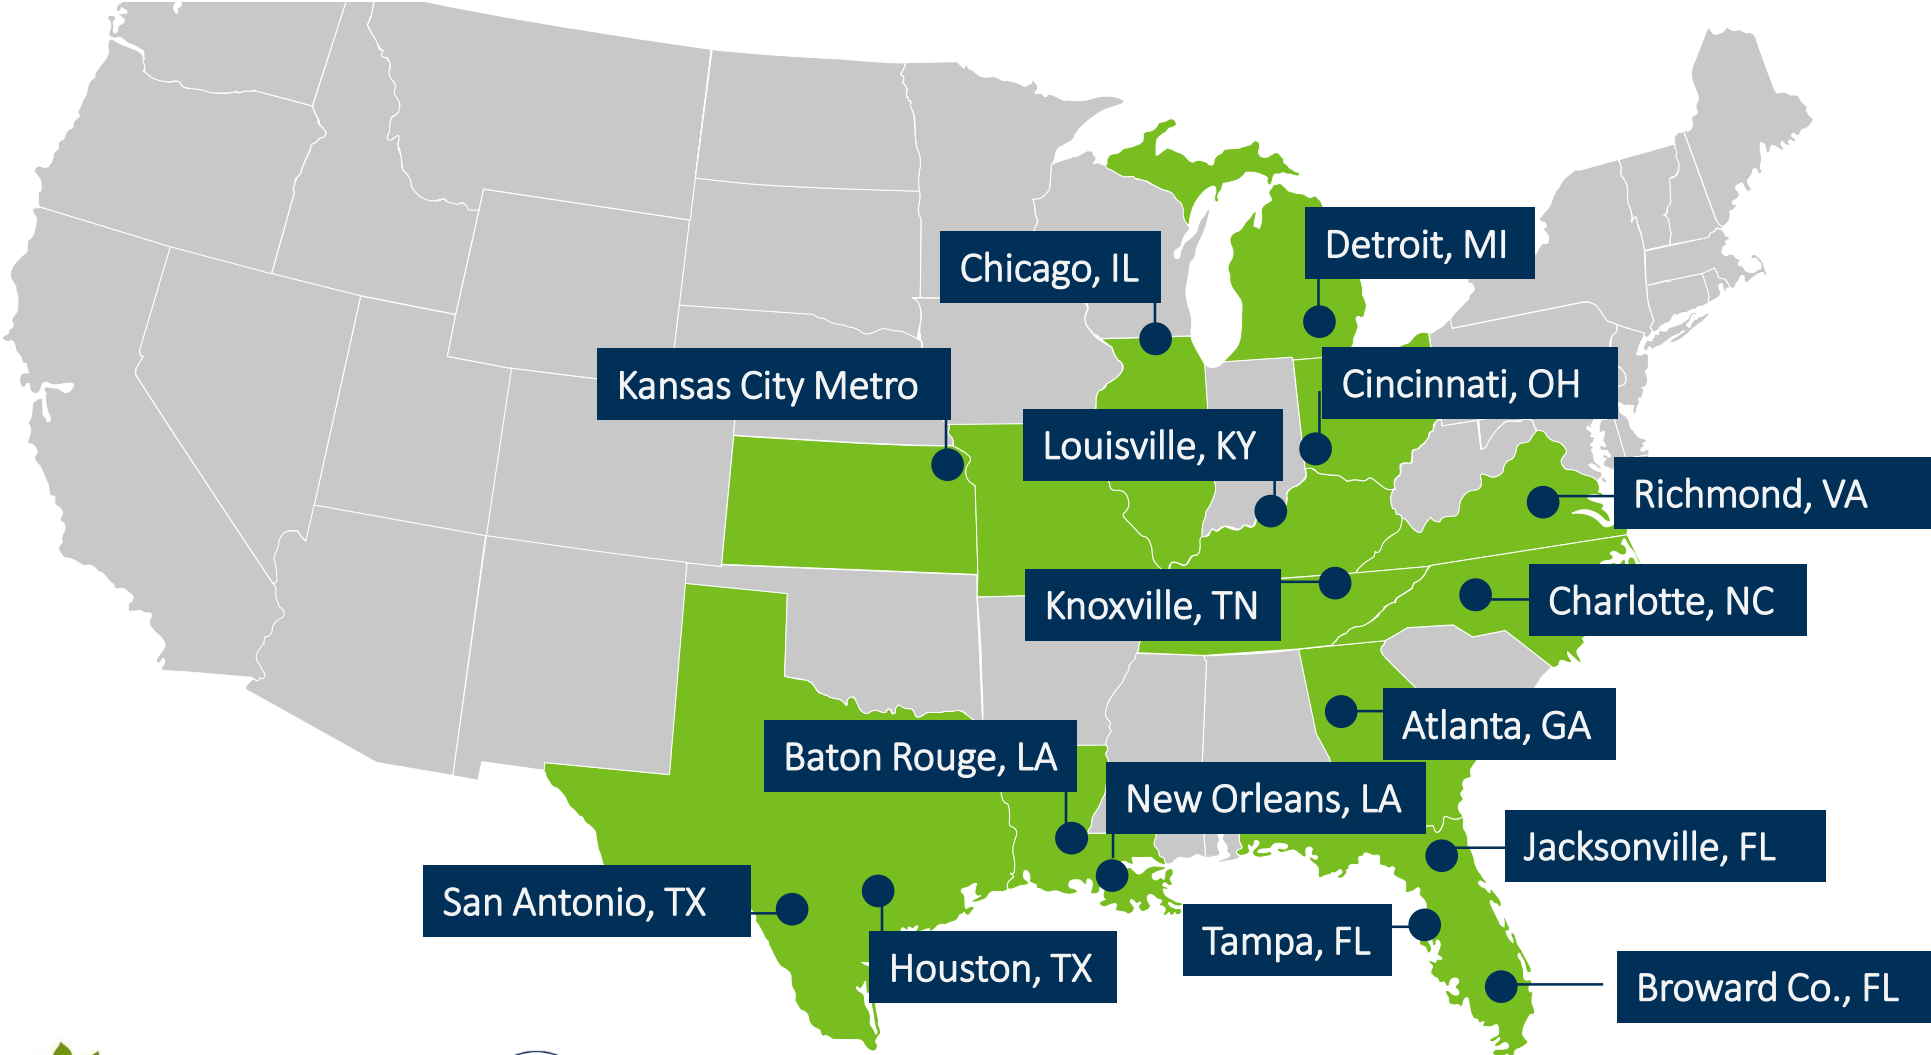 Detroit, MI
Chicago, IL
Kansas City Metro
Cincinnati, OH
Louisville, KY
Richmond, VA
Knoxville, TN
Charlotte, NC
Atlanta, GA
Baton Rouge, LA
New Orleans, LA
Jacksonville, FL
San Antonio, TX
Tampa, FL
Houston, TX
Broward Co., FL